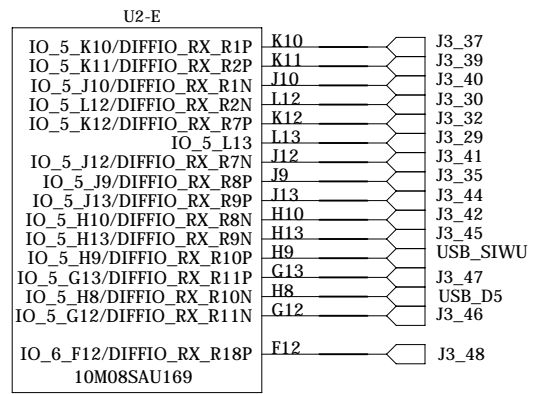 U2-E
IO_5_K10/DIFFIO_RX_R1P K10 J3_37
IO_5_K11/DIFFIO_RX_R2P K11 J3_39
IO_5_J10/DIFFIO_RX_R1N J10 J3_40
IO_5_L12/DIFFIO_RX_R2N L12 J3_30
IO_5_K12/DIFFIO_RX_R7P K12 J3_32
IO_5_L13 L13 J3_29
IO_5_J12/DIFFIO_RX_R7N J12 J3_41
IO_5_J9/DIFFIO_RX_R8P J9 J3_35
IO_5_J13/DIFFIO_RX_R9P J13 J3_44
IO_5_H10/DIFFIO_RX_R8N H10 J3_42
IO_5_H13/DIFFIO_RX_R9N H13 J3_45
IO_5_H9/DIFFIO_RX_R10P H9 USB_SIWU
IO_5_G13/DIFFIO_RX_R11P G13 J3_47
IO_5_H8/DIFFIO_RX_R10N H8 USB_D5
IO_5_G12/DIFFIO_RX_R11N G12 J3_46
IO_6_F12/DIFFIO_RX_R18P F12 J3_48
10M08SAU169